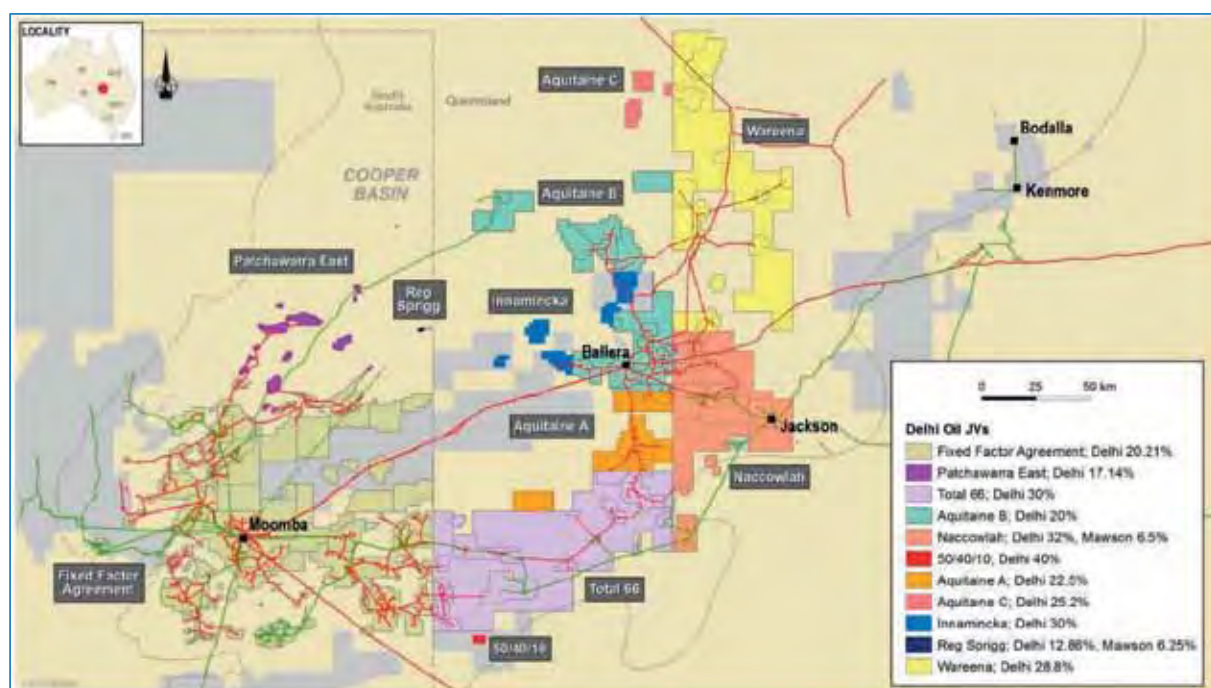 LOCALITY
South
Australia
Queensland
COOPER
BASIN
Aquitaine C
Wareena
Bodalla
Kenmore
Aquitaine B
Patchawarra East
Reg
Sprigg
Innamincka
Ballera
Aquitaine A
Jackson
Naccowlah
Moomba
Fixed Factor
Agreement
Total 66
50/40/10
0 25 50 km
Delhi Oil JVs
Fixed Factor Agreement; Delhi 20.21%
Patchawarra East; Delhi 17.14%
Total 66; Delhi 30%
Aquitaine B; Delhi 20%
Naccowlah; Delhi 32%, Mawson 6.5%
50/40/10; Delhi 40%
Aquitaine A; Delhi 22.5%
Aquitaine C; Delhi 25.2%
Innamincka; Delhi 30%
Reg Sprigg; Delhi 12.86%, Mawson 6.25%
Wareena; Delhi 28.8%